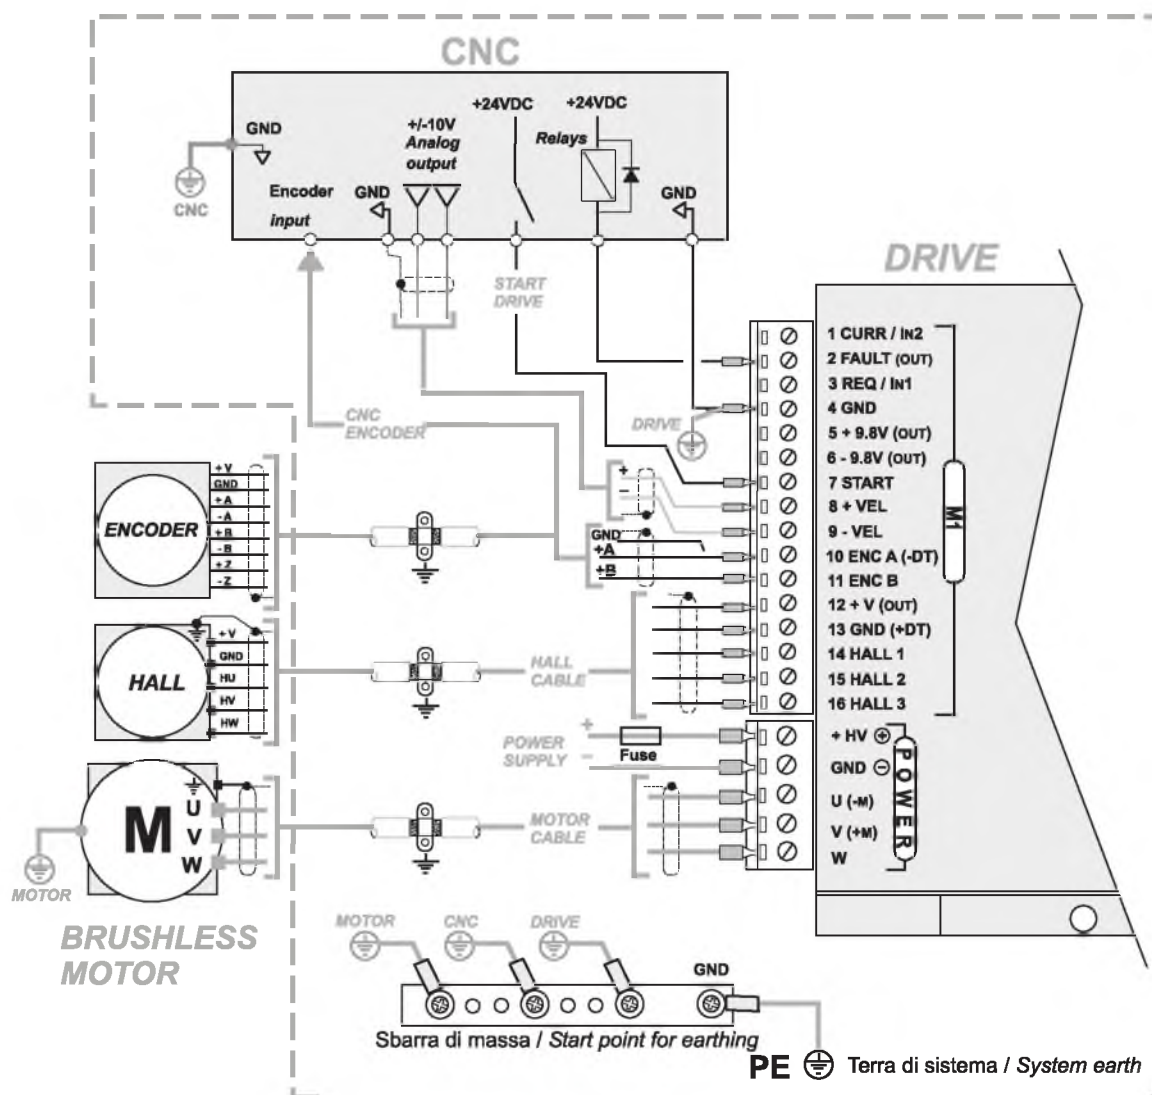 CNC
+24VDC
+24VDC
+/-10V
Analog
output
Relays
GND
Encoder
input
GND
GND
CNC
START
DRIVE
DRIVE
1 CURR / IN2
2 FAULT (OUT)
3 REQ / IN1
4 GND
5 + 9.8V (OUT)
6 - 9.8V (OUT)
7 START
8 + VEL
9 - VEL
10 ENC A (-DT)
11 ENC B
12 + V (OUT)
13 GND (+DT)
14 HALL 1
15 HALL 2
16 HALL 3
M1
+ HV +
GND -
U (-M)
V (+M)
W
POWER
CNC
ENCODER
DRIVE
+
-
GND
+A
+B
ENCODER
+ V
GND
+ A
- A
+ B
- B
+ Z
- Z
HALL
+ V
GND
HU
HV
HW
HALL
CABLE
POWER
SUPPLY
+
-
Fuse
M
U
V
W
MOTOR
CABLE
MOTOR
BRUSHLESS
MOTOR
MOTOR
CNC
DRIVE
GND
Sbarra di massa / Start point for earthing
PE Terra di sistema / System earth